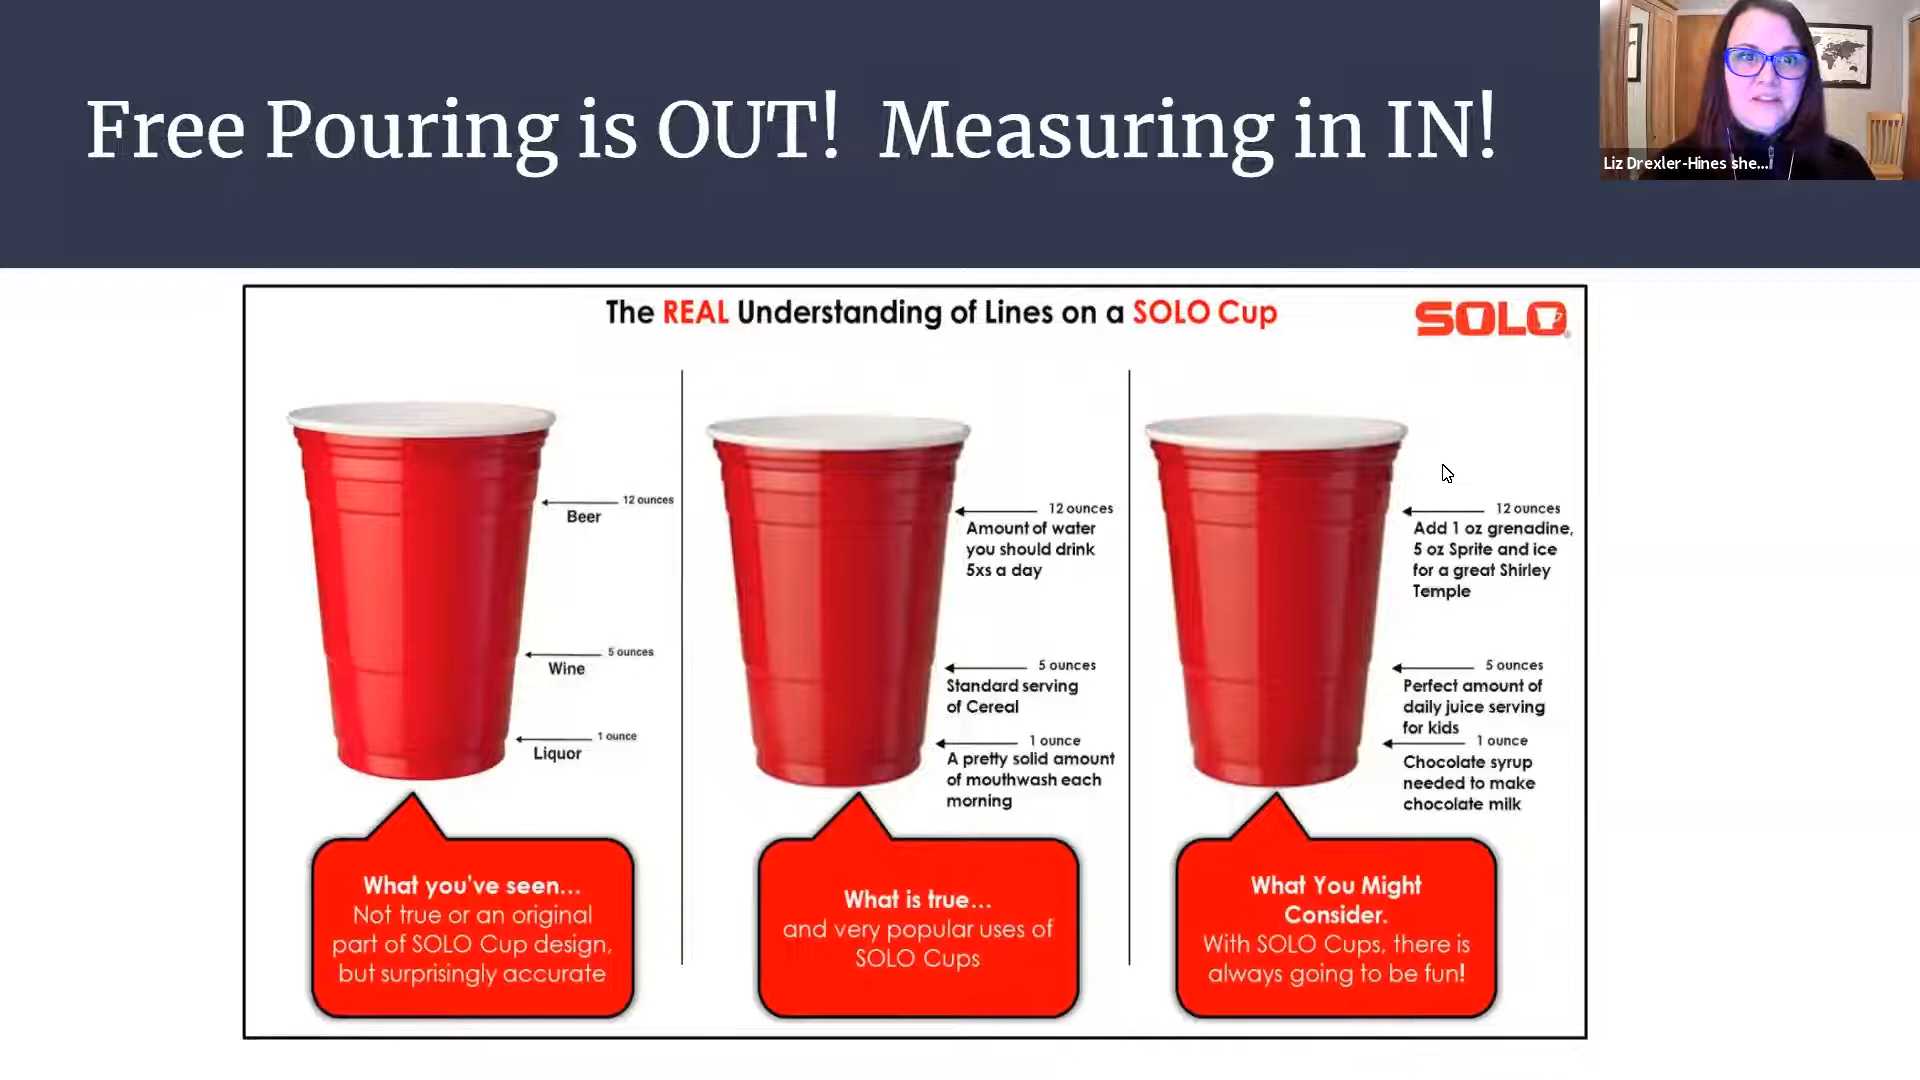 Free Pouring is OUT!  Measuring in IN!
Liz Drexler-Hines she...
The REAL Understanding of Lines on a SOLO Cup
SOLO
12 ounces
Beer
5 ounces
Wine
1 ounce
Liquor
What you've seen...
Not true or an original
part of SOLO Cup design,
but surprisingly accurate
12 ounces
Amount of water
you should drink
5xs a day
5 ounces
Standard serving
of Cereal
1 ounce
A pretty solid amount
of mouthwash each
morning
What is true...
and very popular uses of
SOLO Cups
12 ounces
Add 1 oz grenadine,
5 oz Sprite and ice
for a great Shirley
Temple
5 ounces
Perfect amount of
daily juice serving
for kids
1 ounce
Chocolate syrup
needed to make
chocolate milk
What You Might
Consider.
With SOLO Cups, there is
always going to be fun!